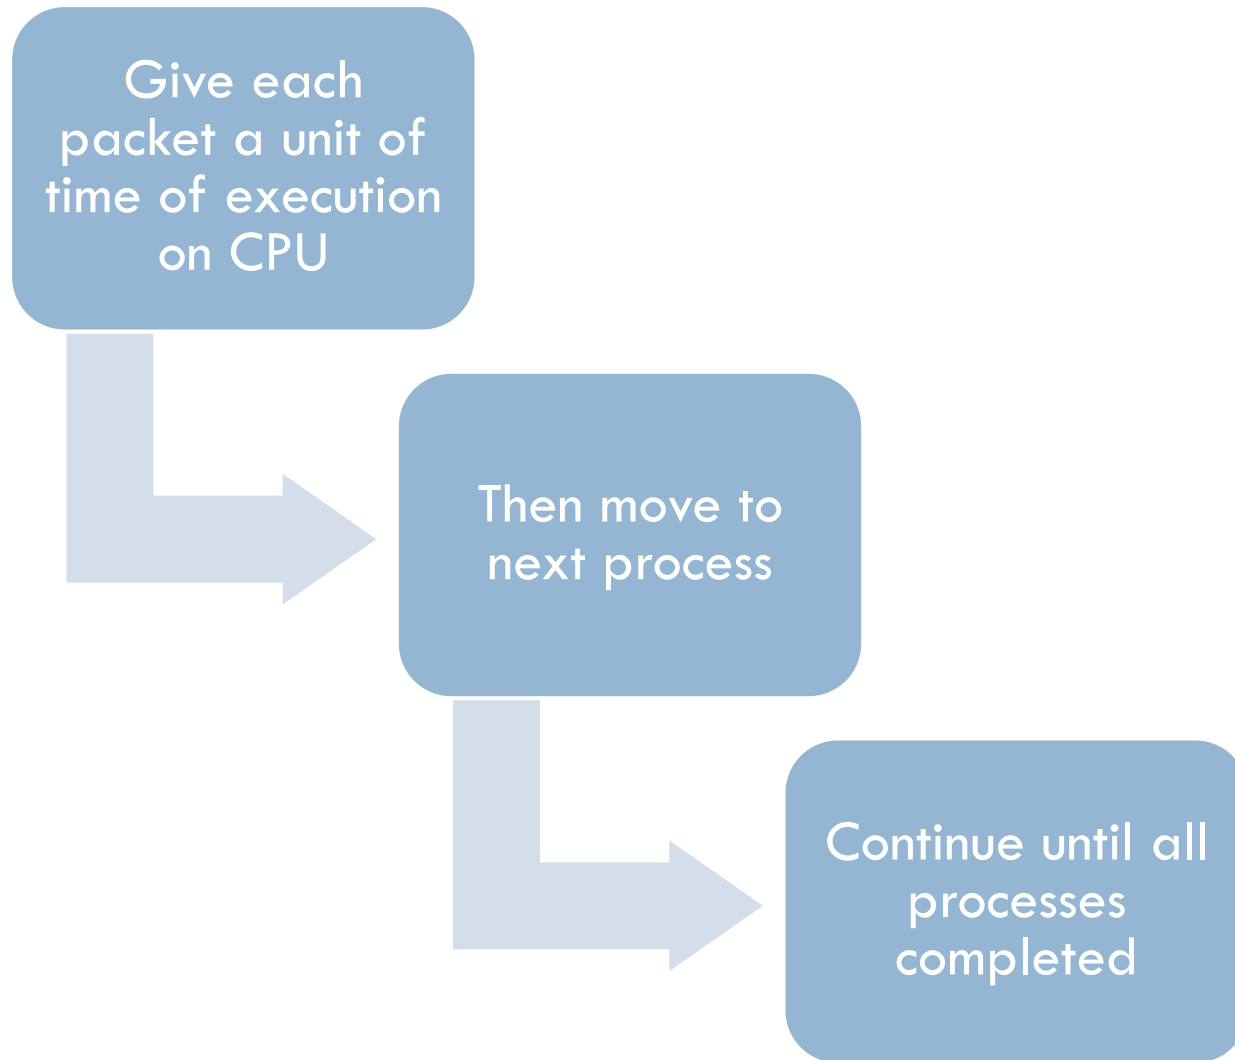 Give each
packet a unit of
time of execution
on CPU
Then move to
next process
Continue until all
processes
completed